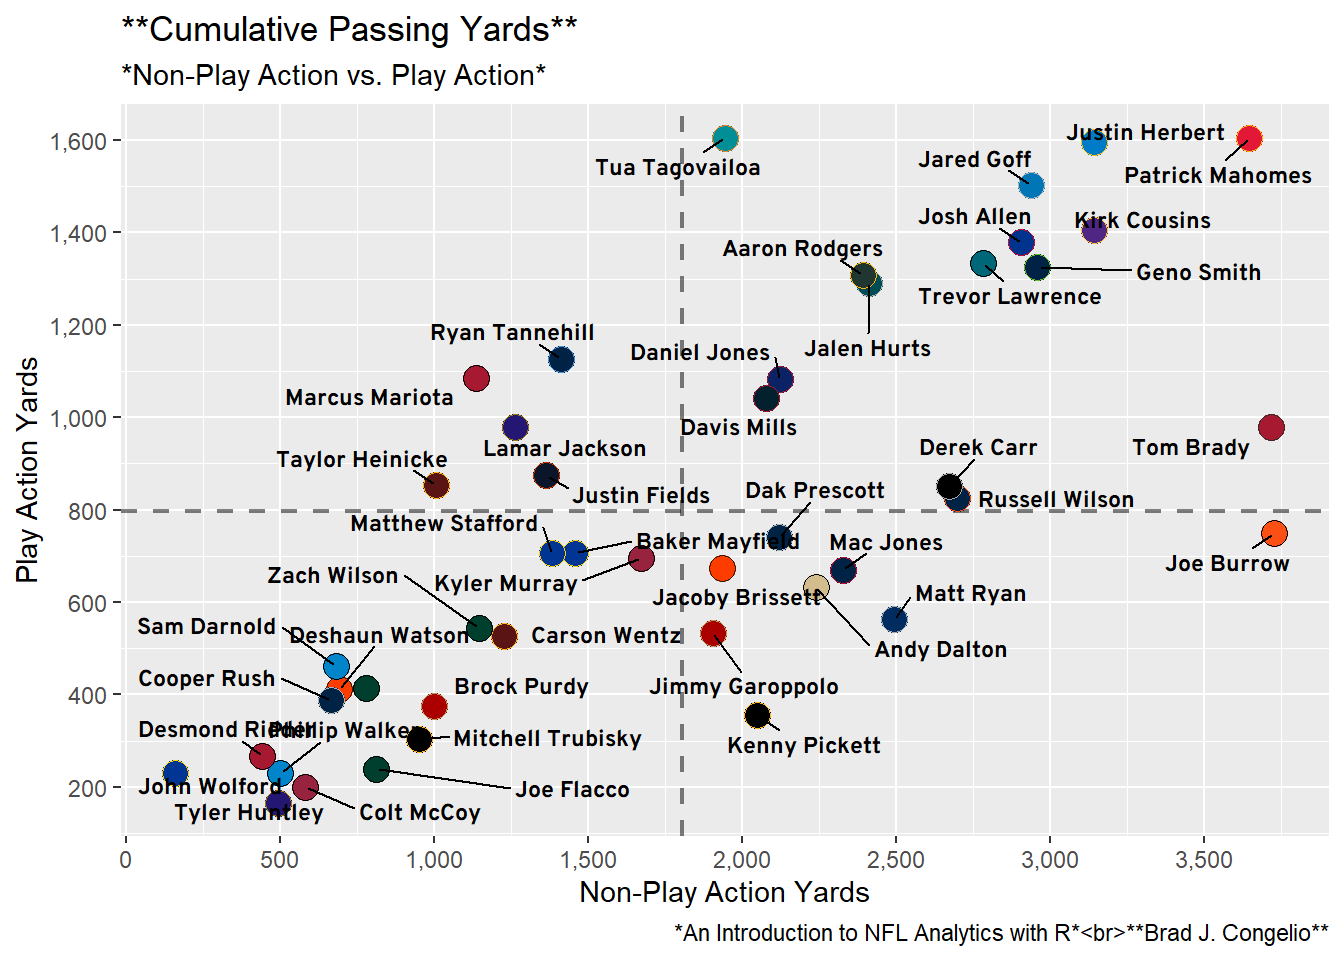 **Cumulative Passing Yards**
*Non-Play Action vs. Play Action*
Play Action Yards
1,600
1,400
1,200
1,000
800
600
400
200
Justin Herbert
Jared Goff
Tua Tagovailoa
Patrick Mahomes
Josh Allen
Kirk Cousins
Aaron Rodgers
Geno Smith
Trevor Lawrence
Ryan Tannehill
Daniel Jones
Jalen Hurts
Marcus Mariota
Davis Mills
Lamar Jackson
Derek Carr
Tom Brady
Taylor Heinicke
Justin Fields
Dak Prescott
Russell Wilson
Matthew Stafford
Baker Mayfield
Mac Jones
Joe Burrow
Zach Wilson
Kyler Murray
Jacoby Brissett
Matt Ryan
Sam Darnold
Deshaun Watson
Carson Wentz
Andy Dalton
Cooper Rush
Brock Purdy
Jimmy Garoppolo
Desmond Ridder
Phillip Walker
Mitchell Trubisky
Kenny Pickett
John Wolford
Joe Flacco
Tyler Huntley
Colt McCoy
0
500
1,000
1,500
2,000
2,500
3,000
3,500
Non-Play Action Yards
*An Introduction to NFL Analytics with R*<br>**Brad J. Congelio**